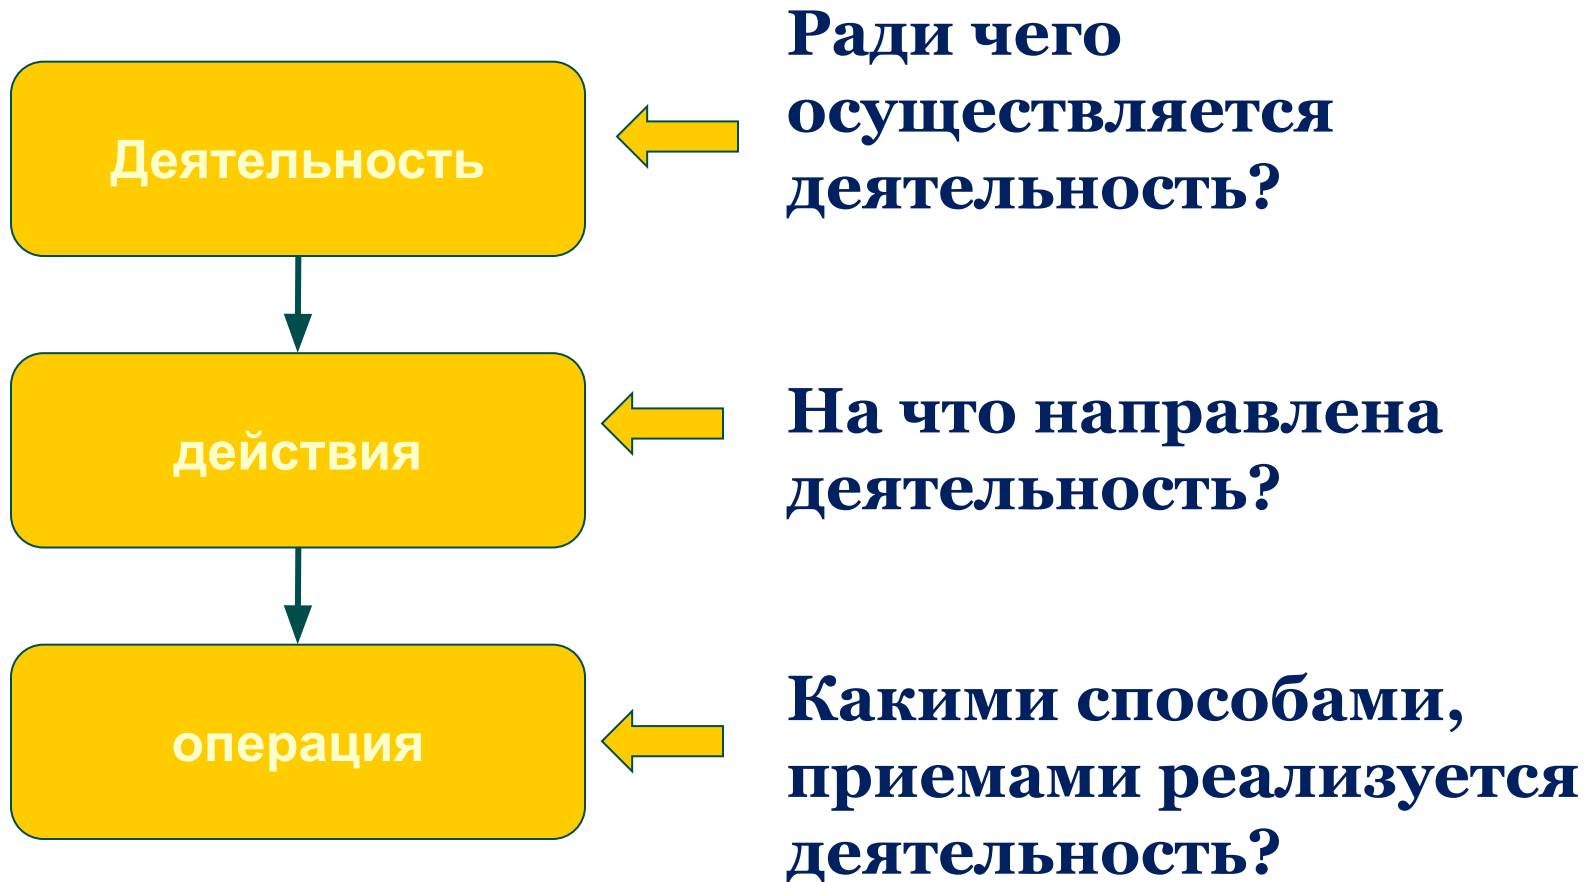 Ради чего
осуществляется
деятельность?
Деятельность
На что направлена
деятельность?
действия
Какими способами,
приемами реализуется
деятельность?
операция